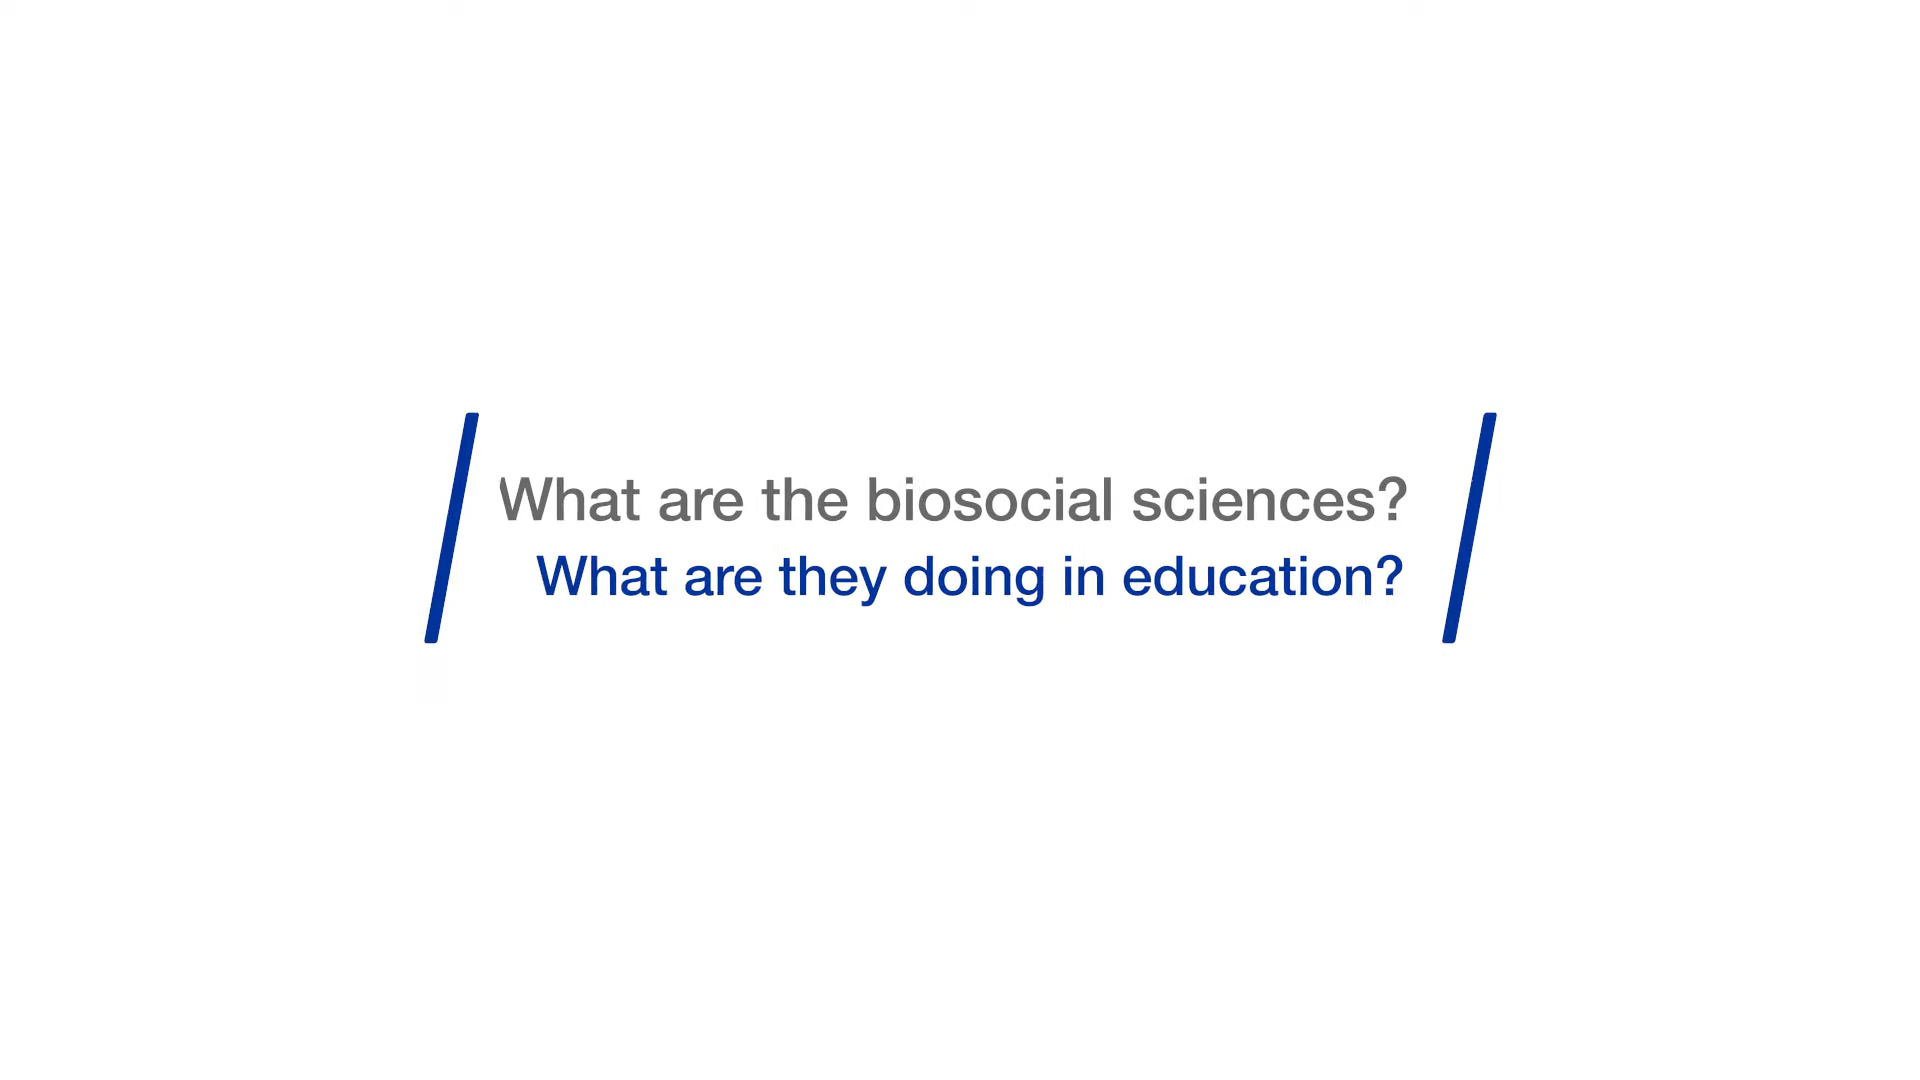 What are the biosocial sciences?
What are they doing in education?